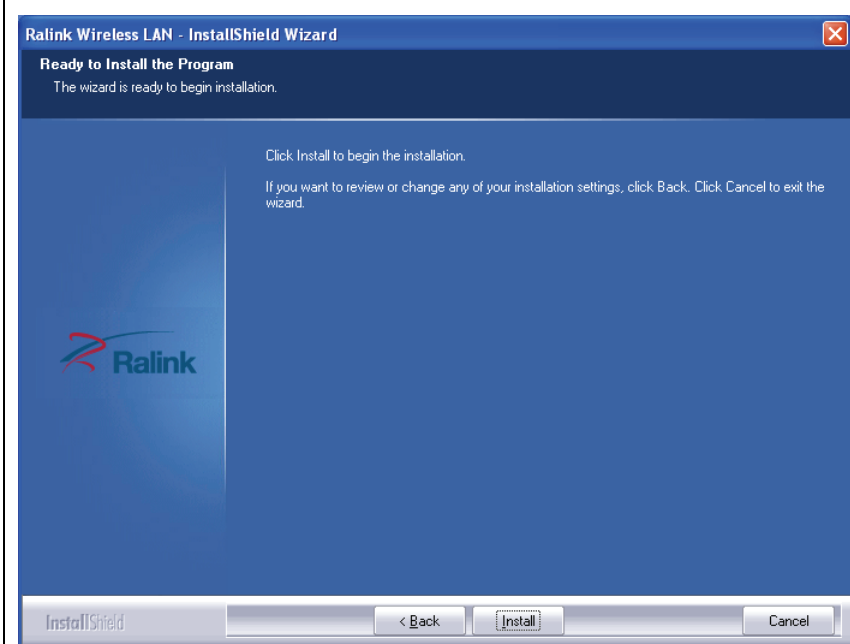 Ralink Wireless LAN - InstallShield Wizard
Ready to Install the Program
The wizard is ready to begin installation.
Click Install to begin the installation.
If you want to review or change any of your installation settings, click Back. Click Cancel to exit the
wizard.
Ralink
InstallShield
< Back
Install
Cancel